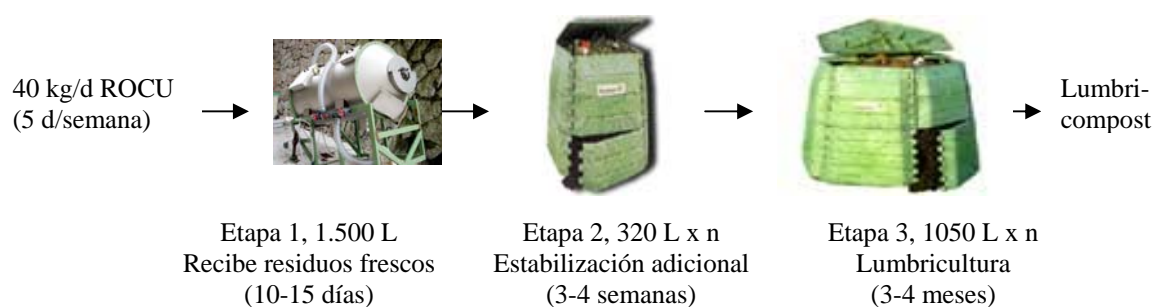 40 kg/d ROCU
(5 d/semana)
Lumbri-
compost
Etapa 1, 1.500 L
Recibe residuos frescos
(10-15 días)
Etapa 2, 320 L x n
Estabilización adicional
(3-4 semanas)
Etapa 3, 1050 L x n
Lumbricultura
(3-4 meses)